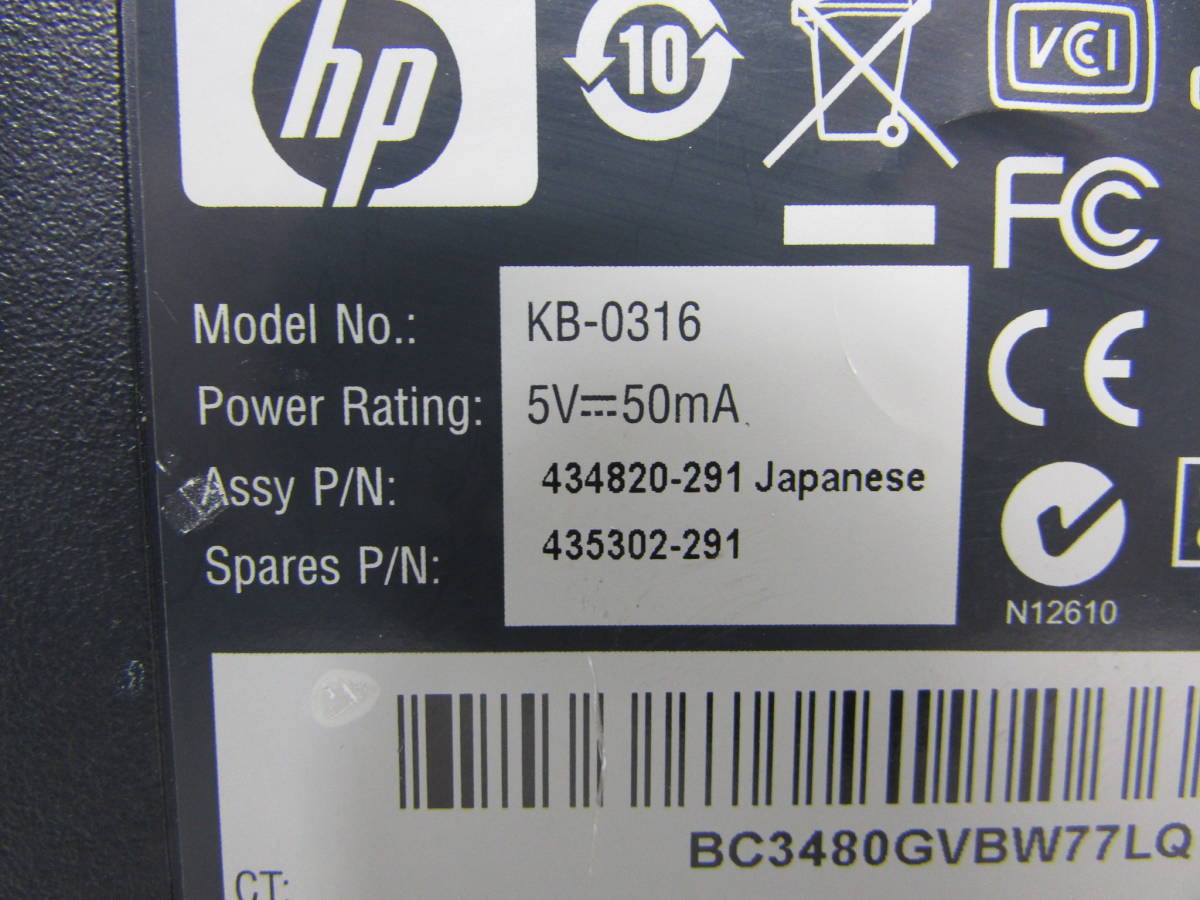 hp
10
VCCI
FC
CE
Model No.: KB-0316
Power Rating: 5V⎓50mA
Assy P/N: 434820-291 Japanese
Spares P/N: 435302-291
N12610
BC3480GVBW77LQ
CT: